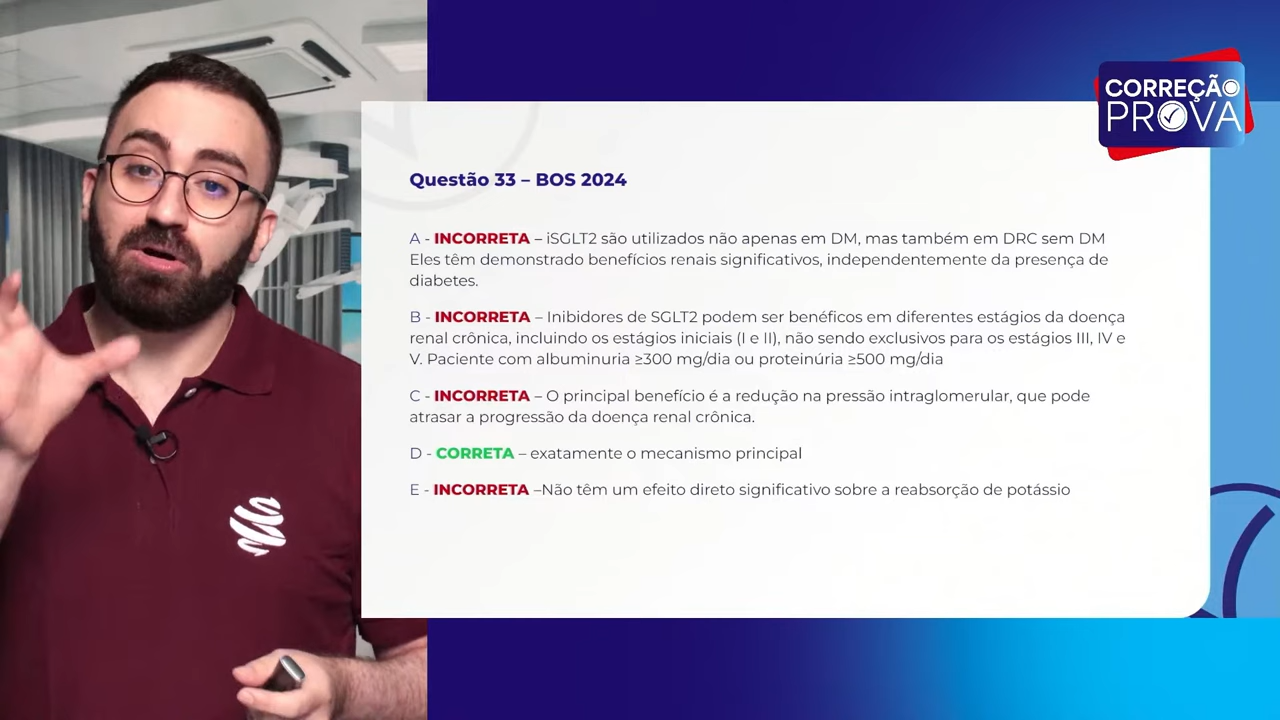 CORREÇÃO
PROVA
Questão 33 – BOS 2024
A - INCORRETA – iSGLT2 são utilizados não apenas em DM, mas também em DRC sem DM
Eles têm demonstrado benefícios renais significativos, independentemente da presença de
diabetes.
B - INCORRETA – Inibidores de SGLT2 podem ser benéficos em diferentes estágios da doença
renal crônica, incluindo os estágios iniciais (I e II), não sendo exclusivos para os estágios III, IV e
V. Paciente com albuminuria ≥300 mg/dia ou proteinúria ≥500 mg/dia
C - INCORRETA – O principal benefício é a redução na pressão intraglomerular, que pode
atrasar a progressão da doença renal crônica.
D - CORRETA – exatamente o mecanismo principal
E - INCORRETA –Não têm um efeito direto significativo sobre a reabsorção de potássio